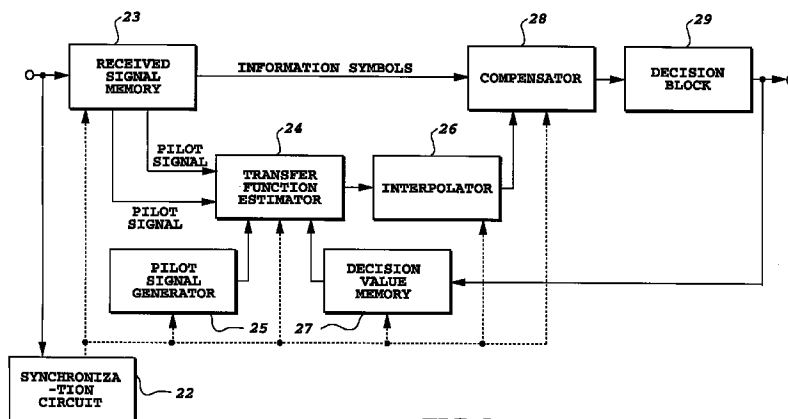 23
RECEIVED
SIGNAL
MEMORY
INFORMATION SYMBOLS
28
COMPENSATOR
29
DECISION
BLOCK
PILOT
SIGNAL
PILOT
SIGNAL
24
TRANSFER
FUNCTION
ESTIMATOR
26
INTERPOLATOR
PILOT
SIGNAL
GENERATOR
25
DECISION
VALUE
MEMORY
27
SYNCHRONIZA
-TION
CIRCUIT
22